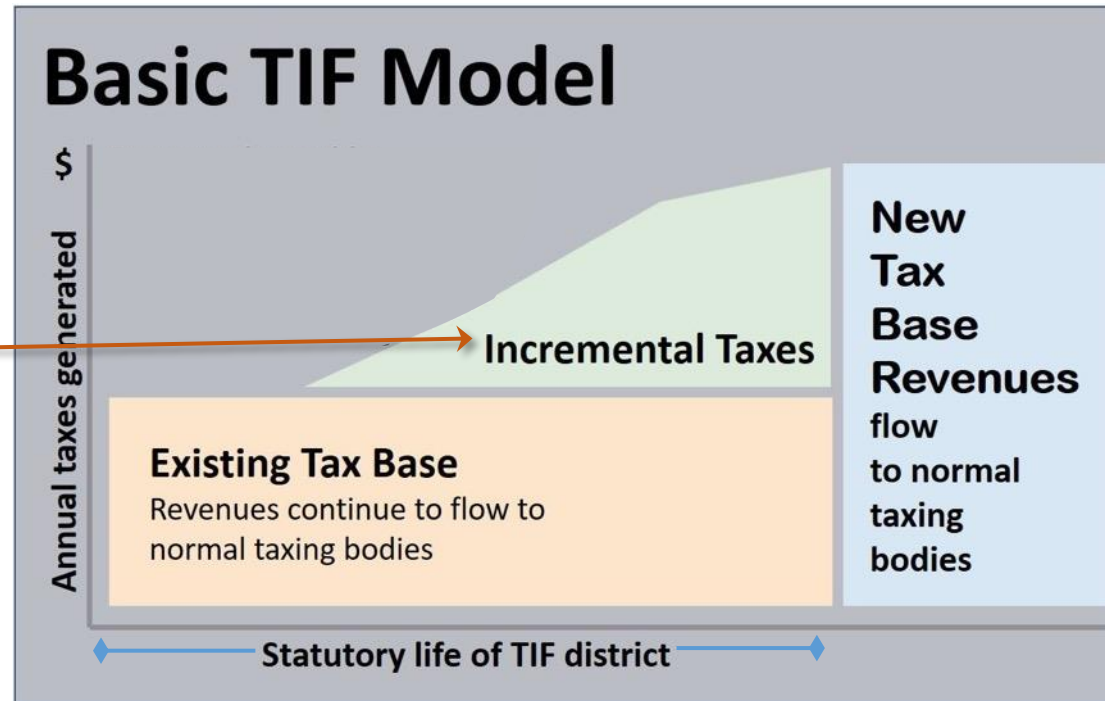 Basic TIF Model
$
Annual taxes generated
Incremental Taxes
Existing Tax Base
Revenues continue to flow to
normal taxing bodies
New
Tax
Base
Revenues
flow
to normal
taxing
bodies
Statutory life of TIF district